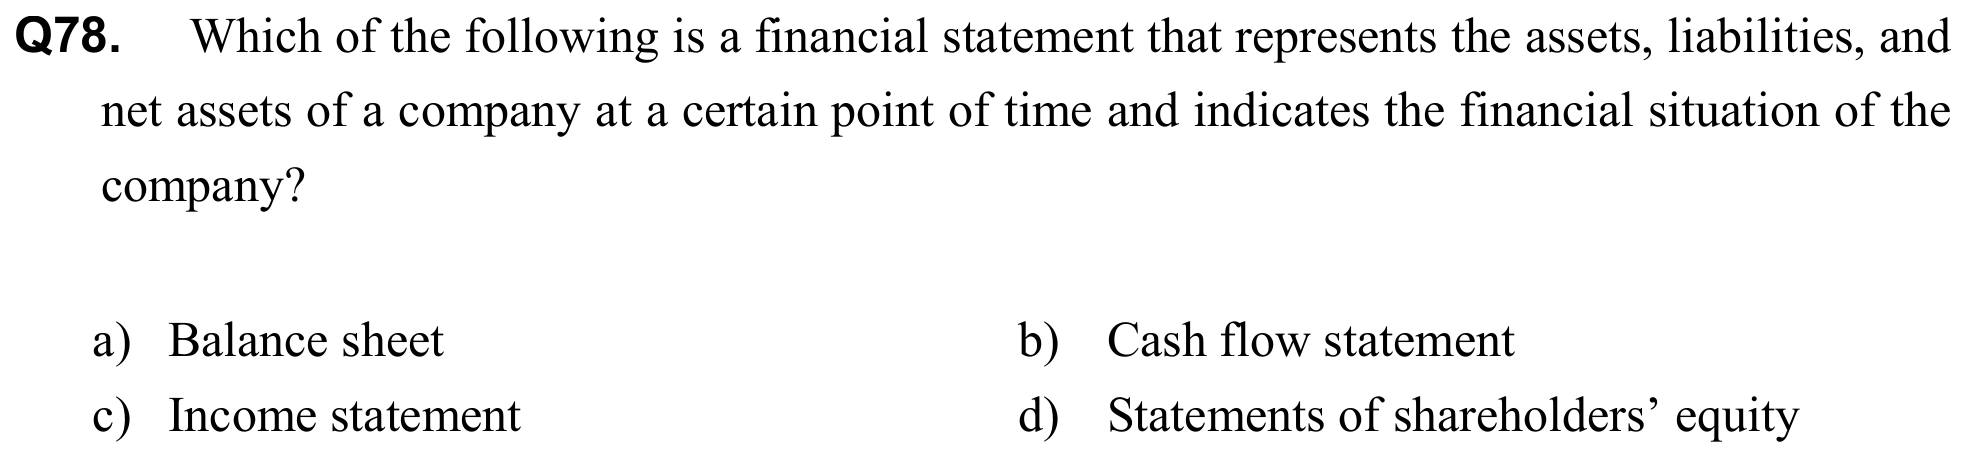 Q78. Which of the following is a financial statement that represents the assets, liabilities, and
net assets of a company at a certain point of time and indicates the financial situation of the
company?
a) Balance sheet b) Cash flow statement
c) Income statement d) Statements of shareholders’ equity